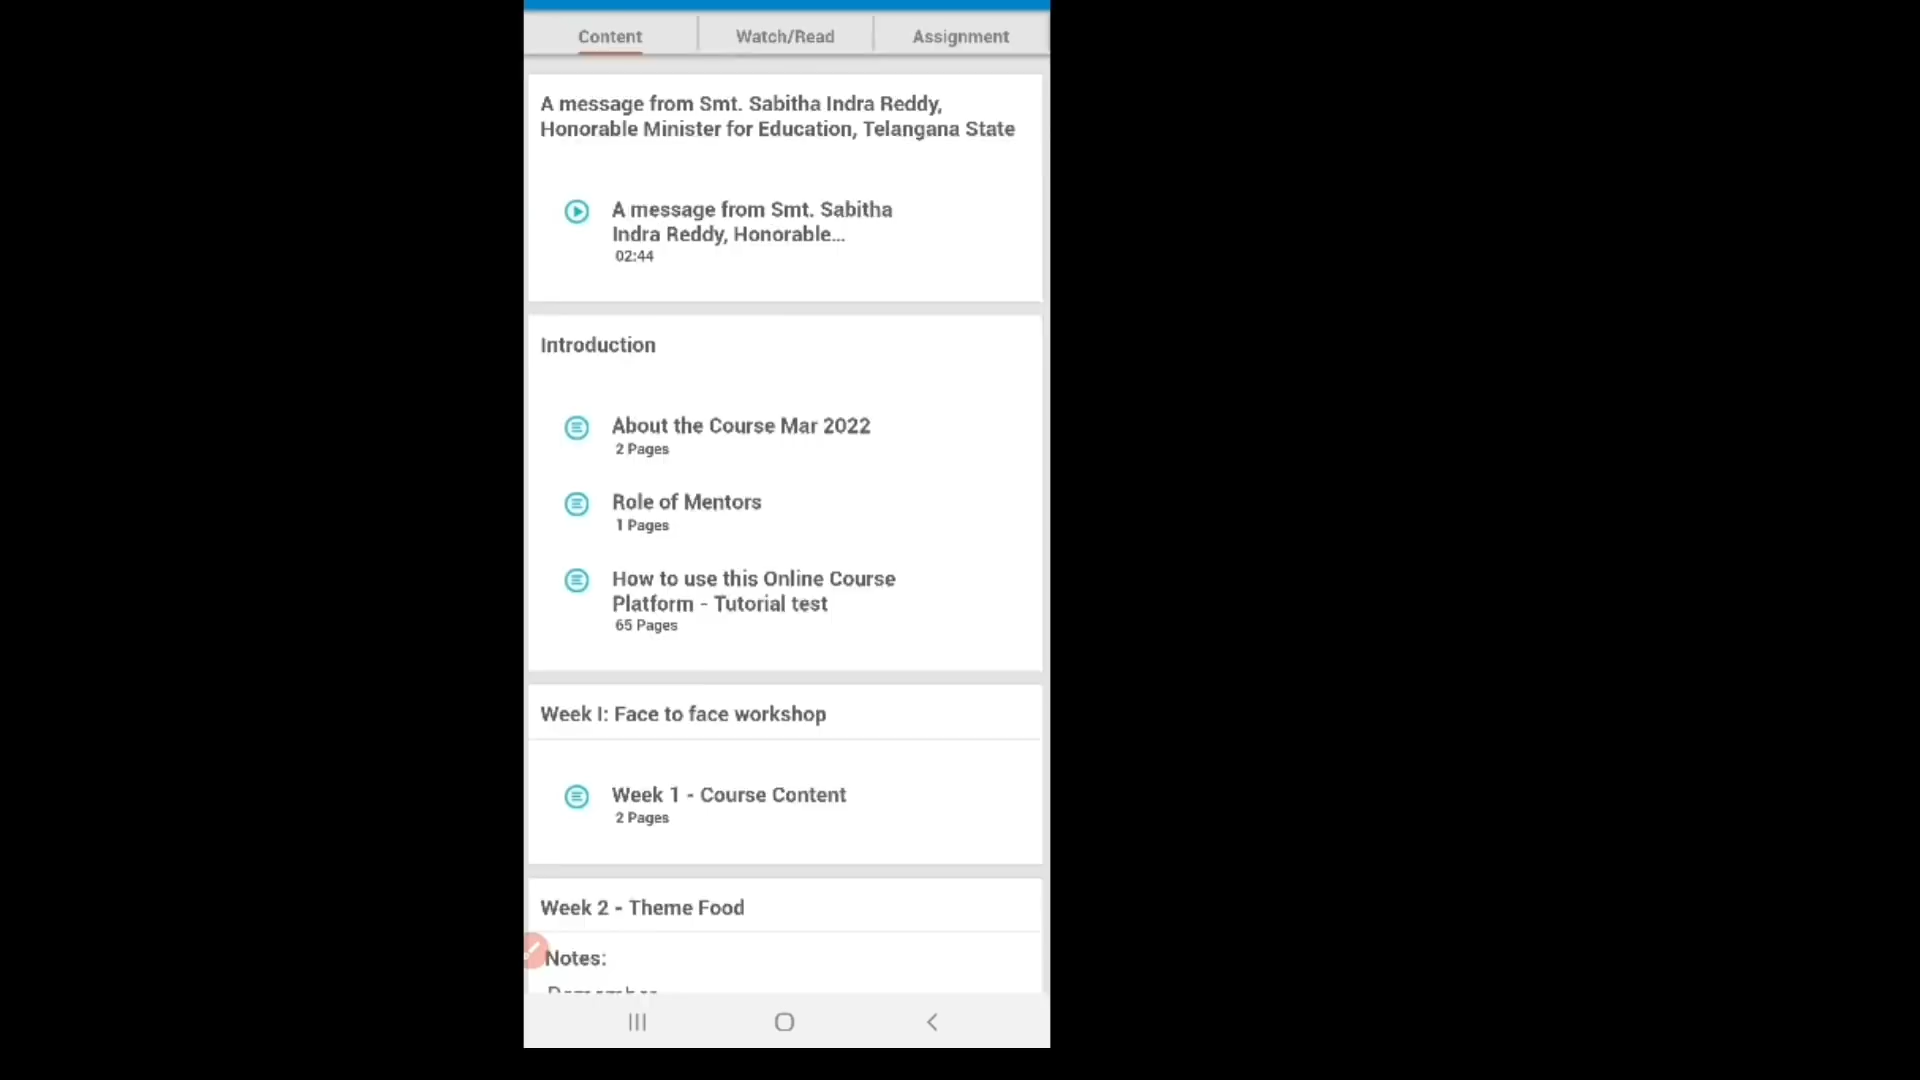 Content
Watch/Read
Assignment
A message from Smt. Sabitha Indra Reddy,
Honorable Minister for Education, Telangana State
A message from Smt. Sabitha
Indra Reddy, Honorable...
02:44
Introduction
About the Course Mar 2022
2 Pages
Role of Mentors
1 Pages
How to use this Online Course
Platform - Tutorial test
65 Pages
Week I: Face to face workshop
Week 1 - Course Content
2 Pages
Week 2 - Theme Food
Notes: